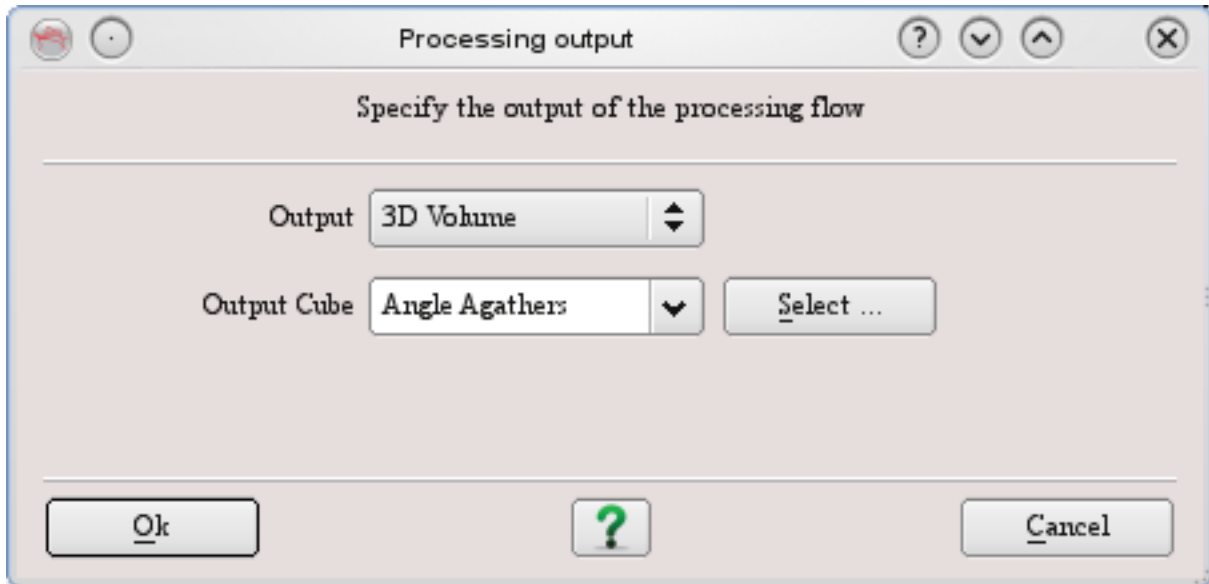 Processing output
Specify the output of the processing flow
Output 3D Volume
Output Cube Angle Agathers Select ...
Ok ? Cancel